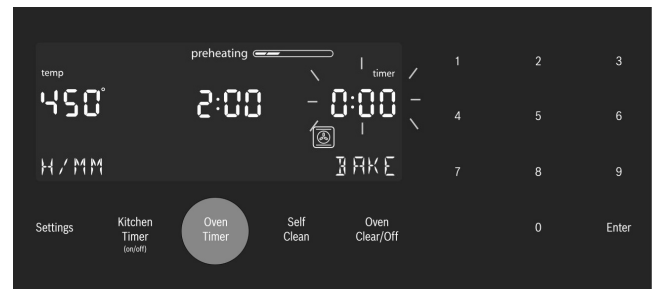 preheating
temp
timer
450°
2:00
0:00
H/MM
BAKE
1 2 3
4 5 6
7 8 9
0 Enter
Settings
Kitchen
Timer
(on/off)
Oven
Timer
Self
Clean
Oven
Clear/Off